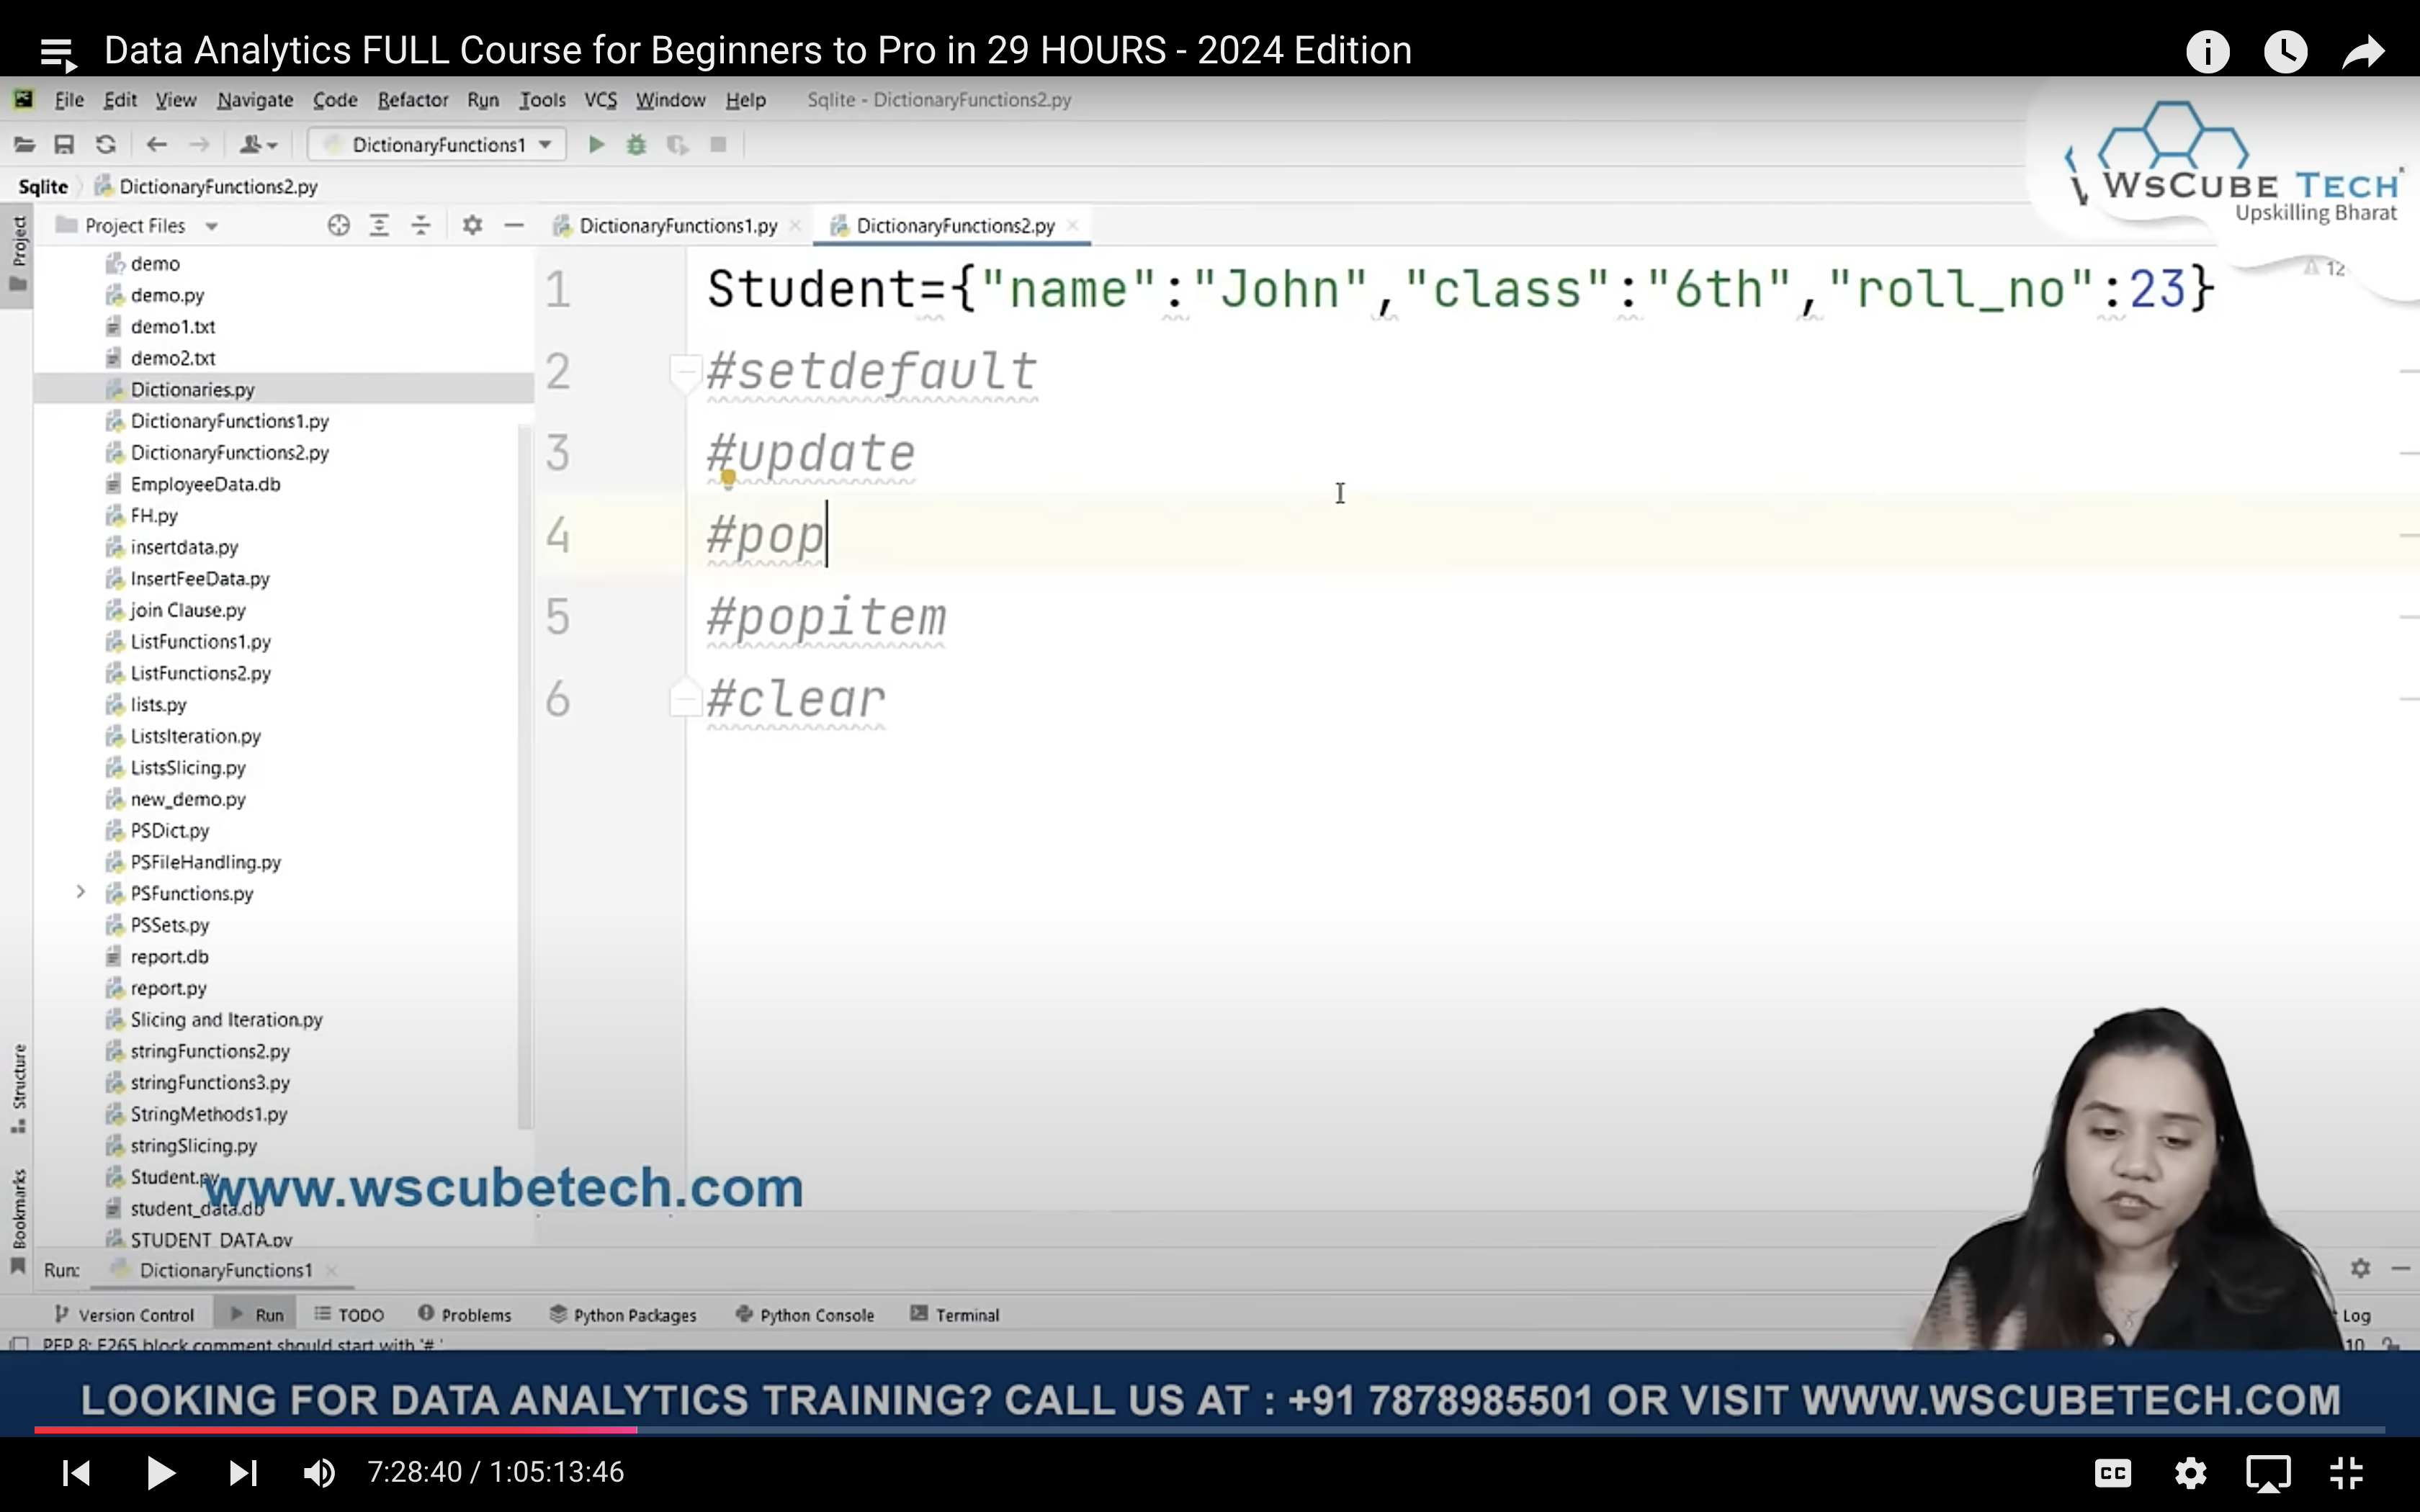 Data Analytics FULL Course for Beginners to Pro in 29 HOURS - 2024 Edition
File Edit View Navigate Code Refactor Run Tools VCS Window Help Sqlite - DictionaryFunctions2.py
DictionaryFunctions1
WsCube Tech
Upskilling Bharat
Sqlite DictionaryFunctions2.py
Project
Project Files
DictionaryFunctions1.py DictionaryFunctions2.py
12
demo
demo.py
demo1.txt
demo2.txt
Dictionaries.py
DictionaryFunctions1.py
DictionaryFunctions2.py
EmployeeData.db
FH.py
insertdata.py
InsertFeeData.py
join Clause.py
ListFunctions1.py
ListFunctions2.py
lists.py
ListsIteration.py
ListsSlicing.py
new_demo.py
PSDict.py
PSFileHandling.py
PSFunctions.py
PSSets.py
report.db
report.py
Slicing and Iteration.py
stringFunctions2.py
stringFunctions3.py
StringMethods1.py
stringSlicing.py
Student.py
student_data.db
STUDENT_DATA.py
1 Student={"name":"John","class":"6th","roll_no":23}
2 #setdefault
3 #update
4 #pop
5 #popitem
6 #clear
Structure
Bookmarks
www.wscubetech.com
Run: DictionaryFunctions1
Version Control Run TODO Problems Python Packages Python Console Terminal Log
PEP 8: E265 block comment should start with '# '
LOOKING FOR DATA ANALYTICS TRAINING? CALL US AT : +91 7878985501 OR VISIT WWW.WSCUBETECH.COM
7:28:40 / 1:05:13:46
CC